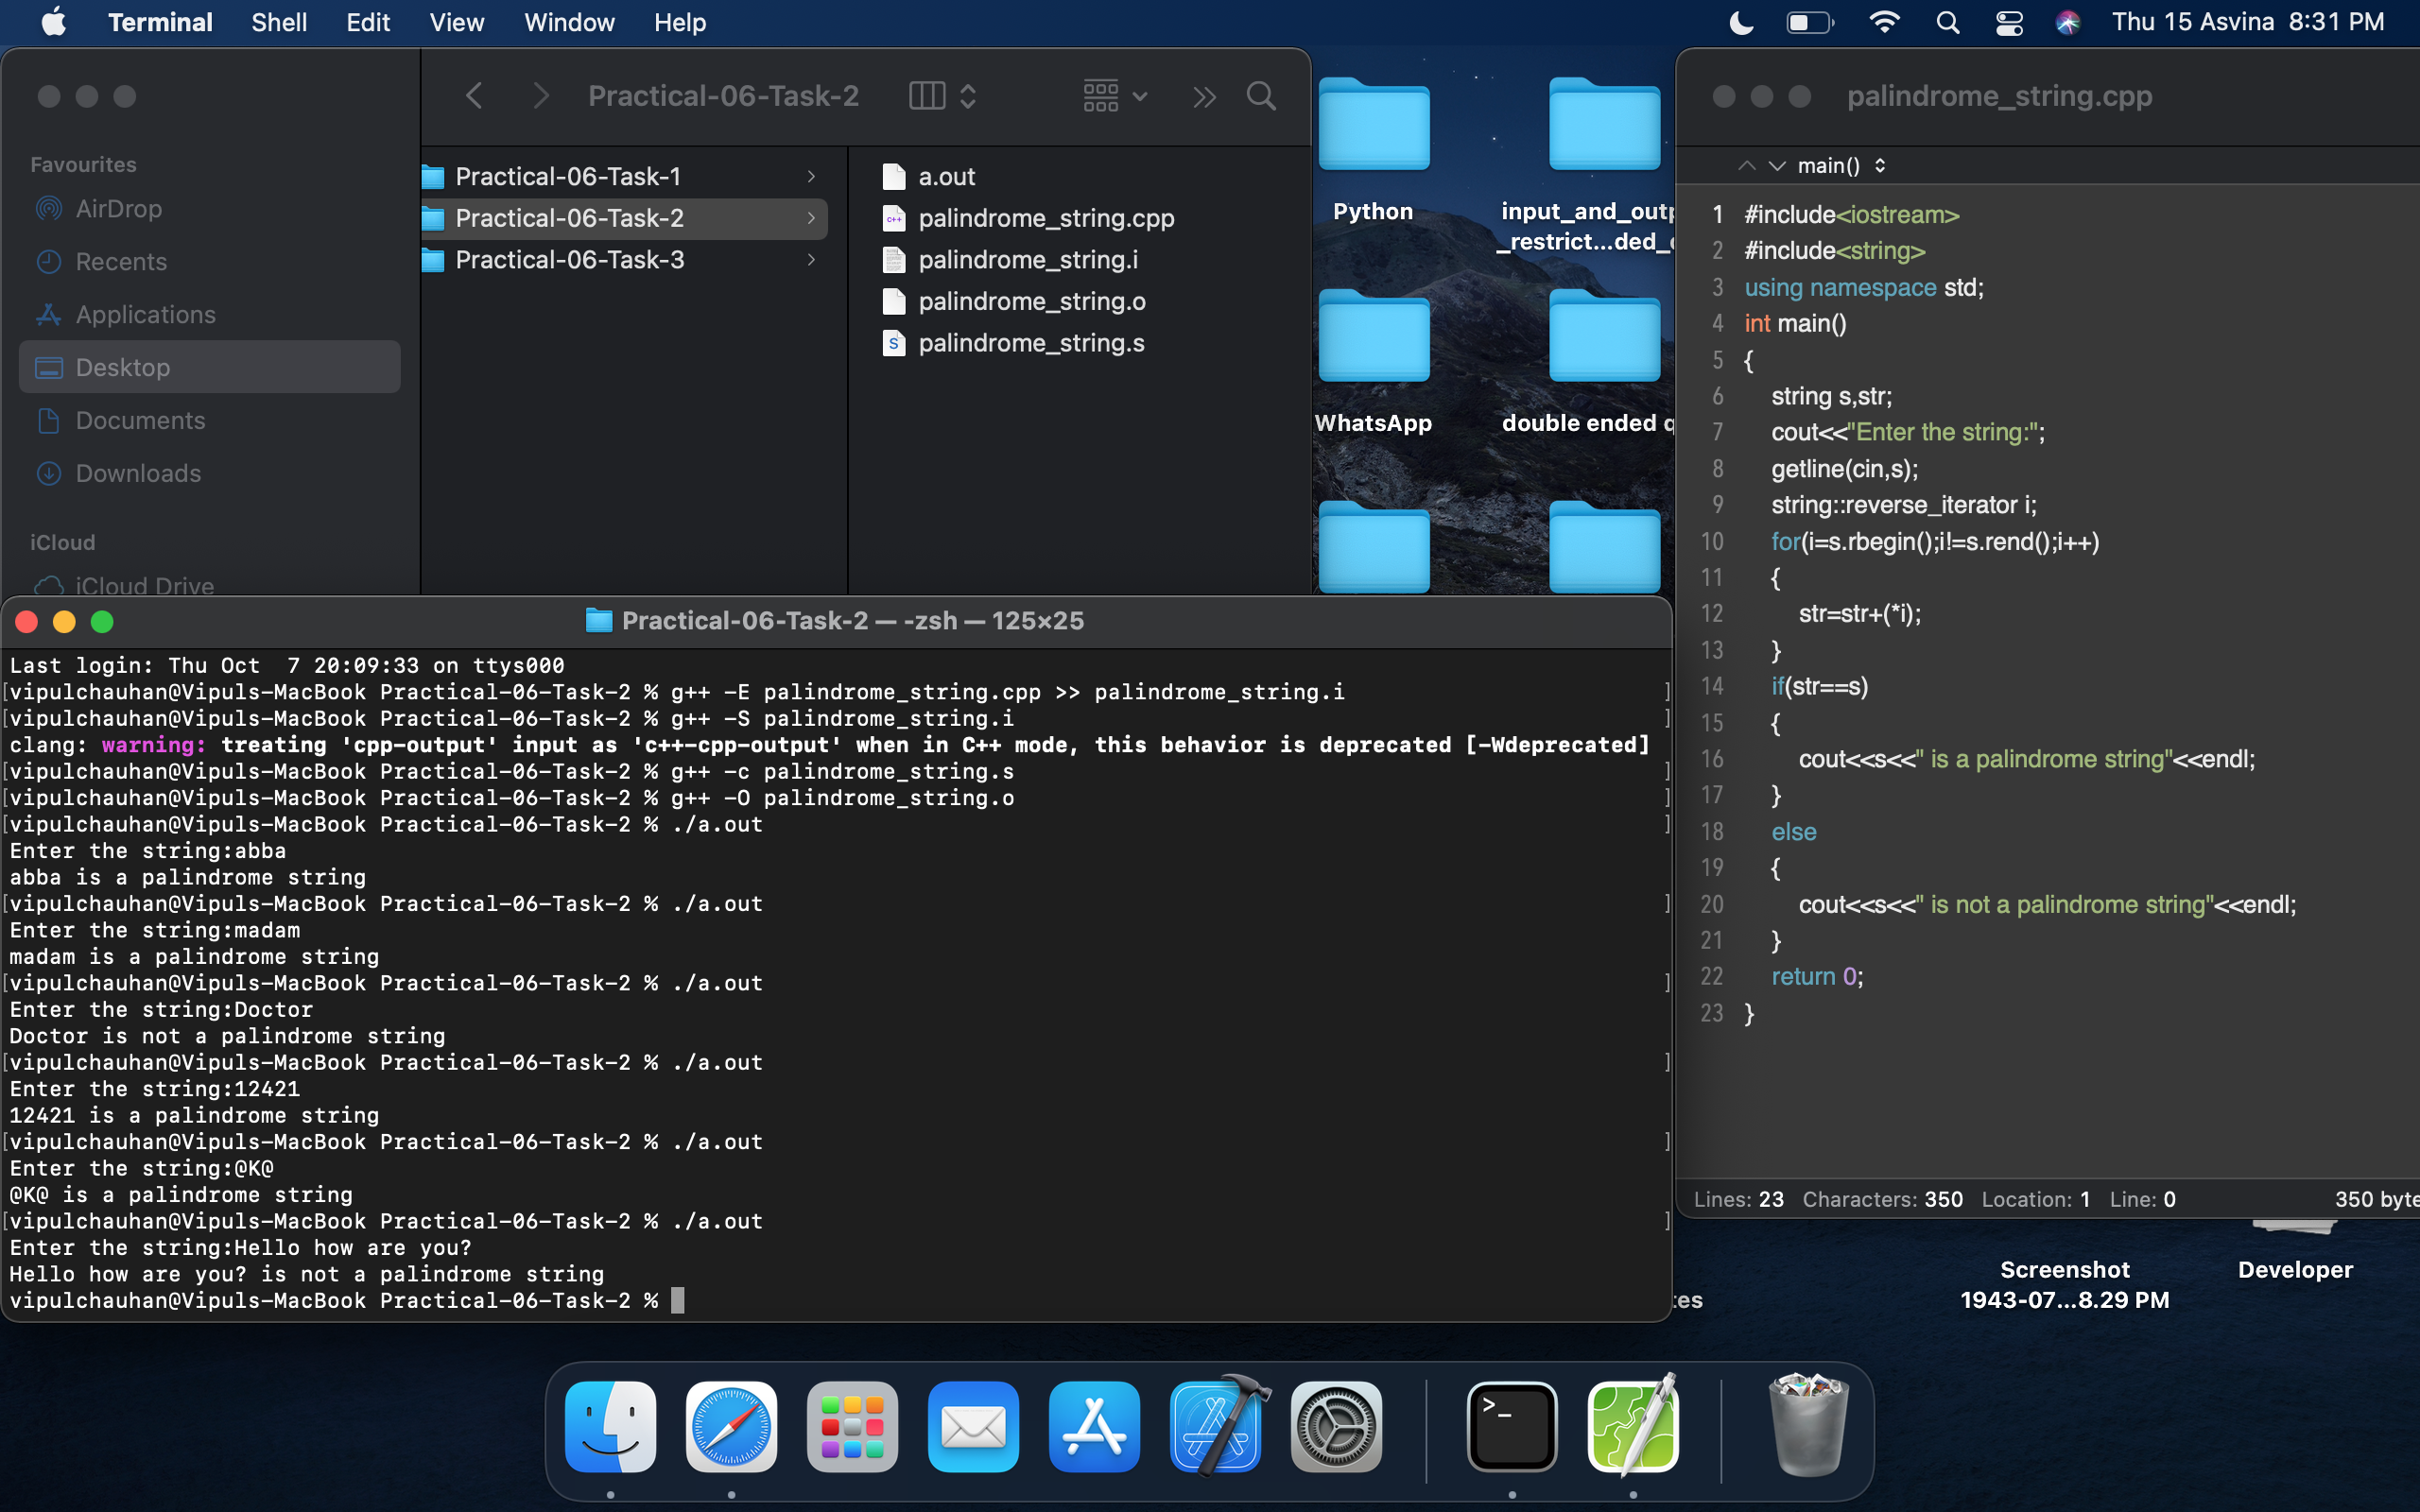 Terminal Shell Edit View Window Help Thu 15 Asvina 8:31 PM
Practical-06-Task-2
Favourites
AirDrop
Recents
Applications
Desktop
Documents
Downloads
iCloud
iCloud Drive
Practical-06-Task-1
Practical-06-Task-2
Practical-06-Task-3
a.out
palindrome_string.cpp
palindrome_string.i
palindrome_string.o
palindrome_string.s
Python
input_and_outp
_restrict...ded_
WhatsApp
double ended q
palindrome_string.cpp
main()
1 #include<iostream>
2 #include<string>
3 using namespace std;
4 int main()
5 {
6 string s,str;
7 cout<<"Enter the string:";
8 getline(cin,s);
9 string::reverse_iterator i;
10 for(i=s.rbegin();i!=s.rend();i++)
11 {
12 str=str+(*i);
13 }
14 if(str==s)
15 {
16 cout<<s<<" is a palindrome string"<<endl;
17 }
18 else
19 {
20 cout<<s<<" is not a palindrome string"<<endl;
21 }
22 return 0;
23 }
Lines: 23 Characters: 350 Location: 1 Line: 0 350 byte
Practical-06-Task-2 — -zsh — 125×25
Last login: Thu Oct  7 20:09:33 on ttys000
[vipulchauhan@Vipuls-MacBook Practical-06-Task-2 % g++ -E palindrome_string.cpp >> palindrome_string.i ]
[vipulchauhan@Vipuls-MacBook Practical-06-Task-2 % g++ -S palindrome_string.i ]
clang: warning: treating 'cpp-output' input as 'c++-cpp-output' when in C++ mode, this behavior is deprecated [-Wdeprecated]
[vipulchauhan@Vipuls-MacBook Practical-06-Task-2 % g++ -c palindrome_string.s ]
[vipulchauhan@Vipuls-MacBook Practical-06-Task-2 % g++ -O palindrome_string.o ]
[vipulchauhan@Vipuls-MacBook Practical-06-Task-2 % ./a.out ]
Enter the string:abba
abba is a palindrome string
[vipulchauhan@Vipuls-MacBook Practical-06-Task-2 % ./a.out ]
Enter the string:madam
madam is a palindrome string
[vipulchauhan@Vipuls-MacBook Practical-06-Task-2 % ./a.out ]
Enter the string:Doctor
Doctor is not a palindrome string
[vipulchauhan@Vipuls-MacBook Practical-06-Task-2 % ./a.out ]
Enter the string:12421
12421 is a palindrome string
[vipulchauhan@Vipuls-MacBook Practical-06-Task-2 % ./a.out ]
Enter the string:@K@
@K@ is a palindrome string
[vipulchauhan@Vipuls-MacBook Practical-06-Task-2 % ./a.out ]
Enter the string:Hello how are you?
Hello how are you? is not a palindrome string
vipulchauhan@Vipuls-MacBook Practical-06-Task-2 %
tes
Screenshot
1943-07...8.29 PM
Developer